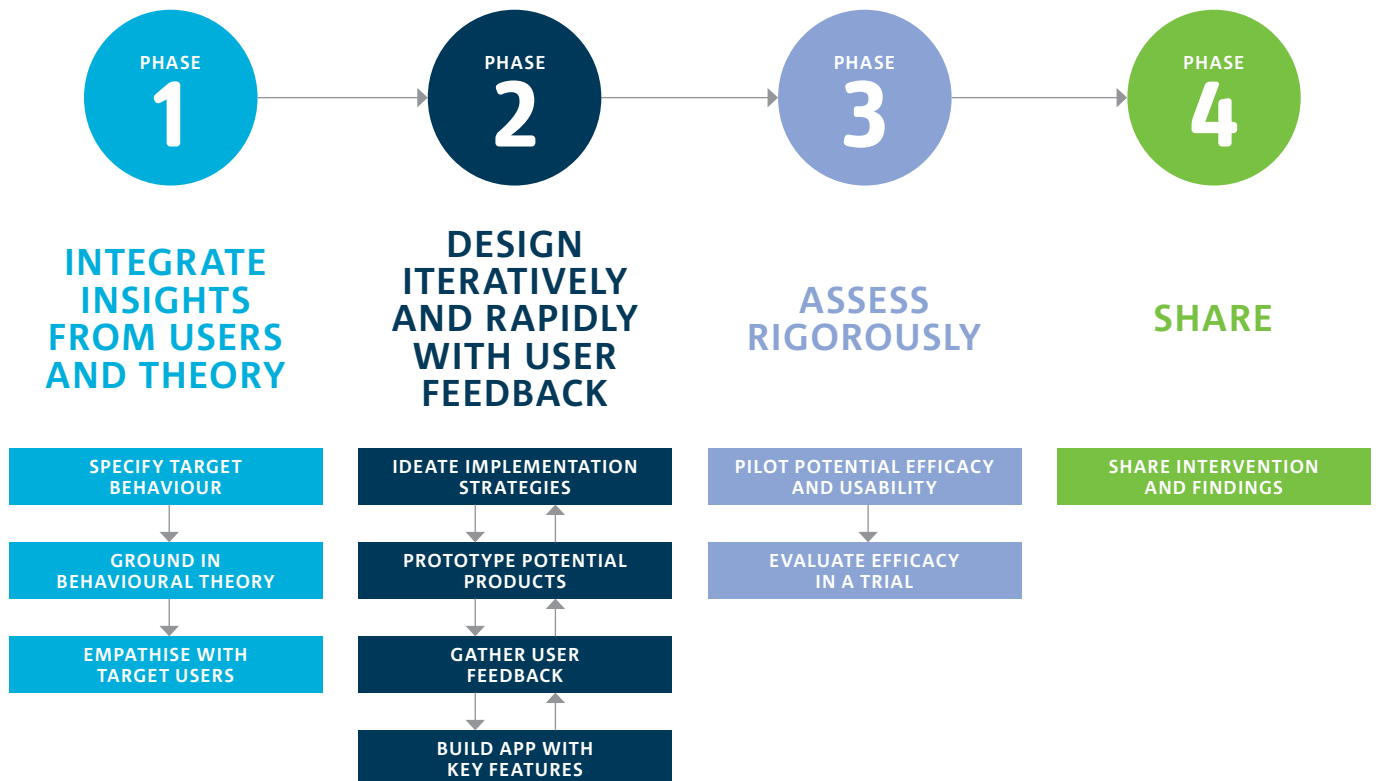 PHASE
1
PHASE
2
PHASE
3
PHASE
4
INTEGRATE
INSIGHTS
FROM USERS
AND THEORY
DESIGN
ITERATIVELY
AND RAPIDLY
WITH USER
FEEDBACK
ASSESS
RIGOROUSLY
SHARE
SPECIFY TARGET
BEHAVIOUR
GROUND IN
BEHAVIOURAL THEORY
EMPATHISE WITH
TARGET USERS
IDEATE IMPLEMENTATION
STRATEGIES
PROTOTYPE POTENTIAL
PRODUCTS
GATHER USER
FEEDBACK
BUILD APP WITH
KEY FEATURES
PILOT POTENTIAL EFFICACY
AND USABILITY
EVALUATE EFFICACY
IN A TRIAL
SHARE INTERVENTION
AND FINDINGS